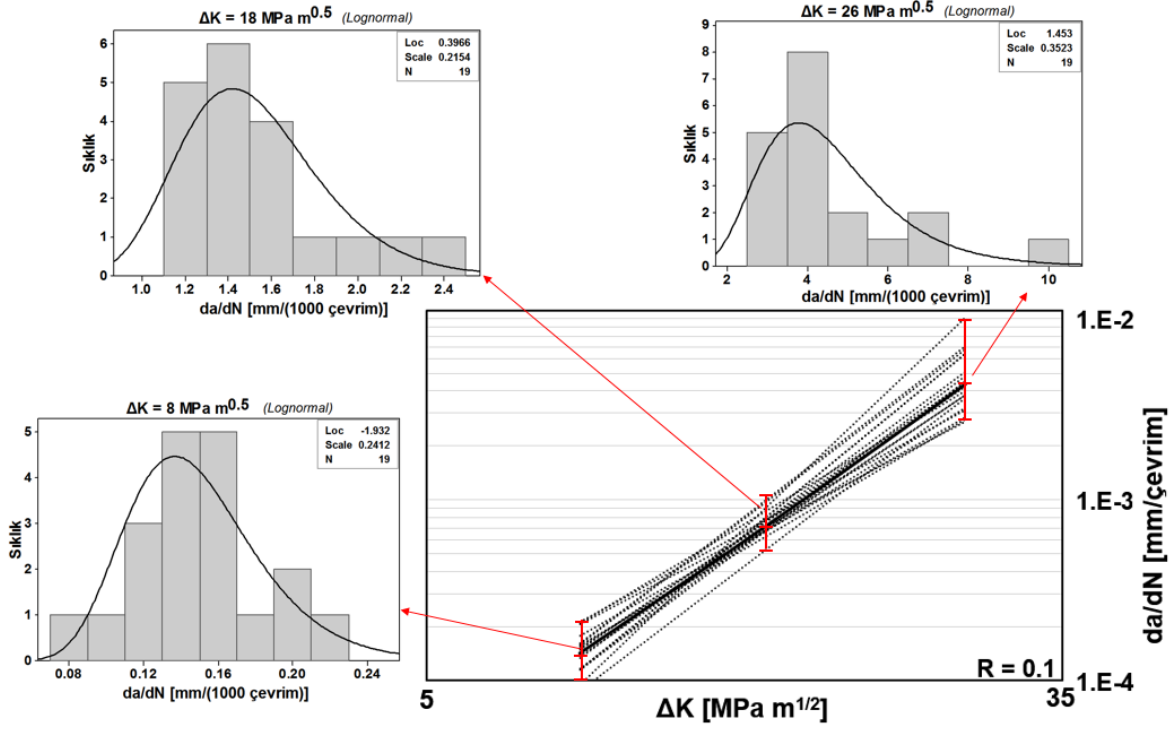 ΔK = 18 MPa m^0.5 (Lognormal)
Loc 0.3966
Scale 0.2154
N 19
Sıklık
6
5
4
3
2
1
0
1.0 1.2 1.4 1.6 1.8 2.0 2.2 2.4
da/dN [mm/(1000 çevrim)]
ΔK = 26 MPa m^0.5 (Lognormal)
Loc 1.453
Scale 0.3523
N 19
Sıklık
9
8
7
6
5
4
3
2
1
0
2 4 6 8 10
da/dN [mm/(1000 çevrim)]
ΔK = 8 MPa m^0.5 (Lognormal)
Loc -1.932
Scale 0.2412
N 19
Sıklık
5
4
3
2
1
0
0.08 0.12 0.16 0.20 0.24
da/dN [mm/(1000 çevrim)]
1.E-2
1.E-3
1.E-4
da/dN [mm/çevrim]
R = 0.1
5 35
ΔK [MPa m^1/2]